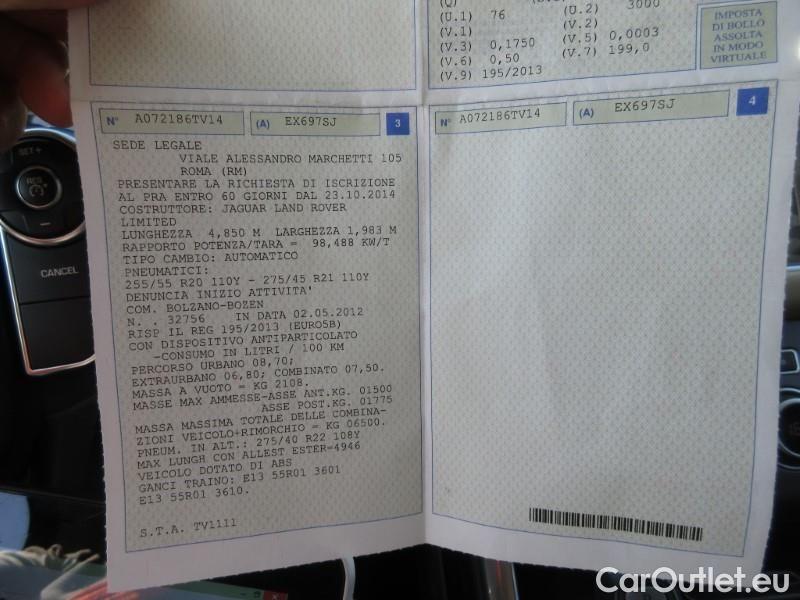 (U.1) 76 (U.2) 3000
(V.1) (V.2)
(V.3) 0,1750 (V.5) 0,0003
(V.6) 0,50 (V.7) 199,0
(V.9) 195/2013
IMPOSTA
DI BOLLO
ASSOLTA
IN MODO
VIRTUALE
N° A072186TV14 (A) EX697SJ 3
SEDE LEGALE
VIALE ALESSANDRO MARCHETTI 105
ROMA (RM)
PRESENTARE LA RICHIESTA DI ISCRIZIONE
AL PRA ENTRO 60 GIORNI DAL 23.10.2014
COSTRUTTORE: JAGUAR LAND ROVER
LIMITED
LUNGHEZZA 4,850 M LARGHEZZA 1,983 M
RAPPORTO POTENZA/TARA = 98,488 KW/T
TIPO CAMBIO: AUTOMATICO
PNEUMATICI:
255/55 R20 110Y - 275/45 R21 110Y
DENUNCIA INIZIO ATTIVITA'
COM. BOLZANO-BOZEN
N. . 32756 IN DATA 02.05.2012
RISP IL REG 195/2013 (EURO5B)
CON DISPOSITIVO ANTIPARTICOLATO
-CONSUMO IN LITRI / 100 KM
PERCORSO URBANO 08,70;
EXTRAURBANO 06,80; COMBINATO 07,50.
MASSA A VUOTO = KG 2108.
MASSE MAX AMMESSE-ASSE ANT.KG. 01500
ASSE POST.KG. 01775
MASSA MASSIMA TOTALE DELLE COMBINA-
ZIONI VEICOLO+RIMORCHIO = KG 06500.
PNEUM. IN ALT.: 275/40 R22 108Y
MAX LUNGH CON ALLEST ESTER=4946
VEICOLO DOTATO DI ABS
GANCI TRAINO: E13 55R01 3601
E13 55R01 3610.
S.T.A. TV1111
N° A072186TV14 (A) EX697SJ 4
SET +
RES
CANCEL
CarOutlet.eu